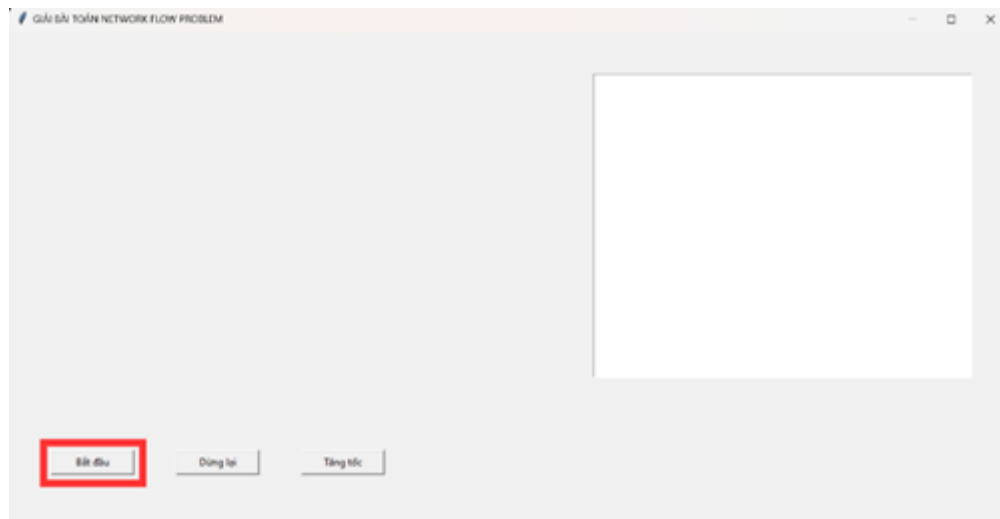 GIẢI BÀI TOÁN NETWORK FLOW PROBLEM
Bắt đầu
Dừng lại
Tăng tốc